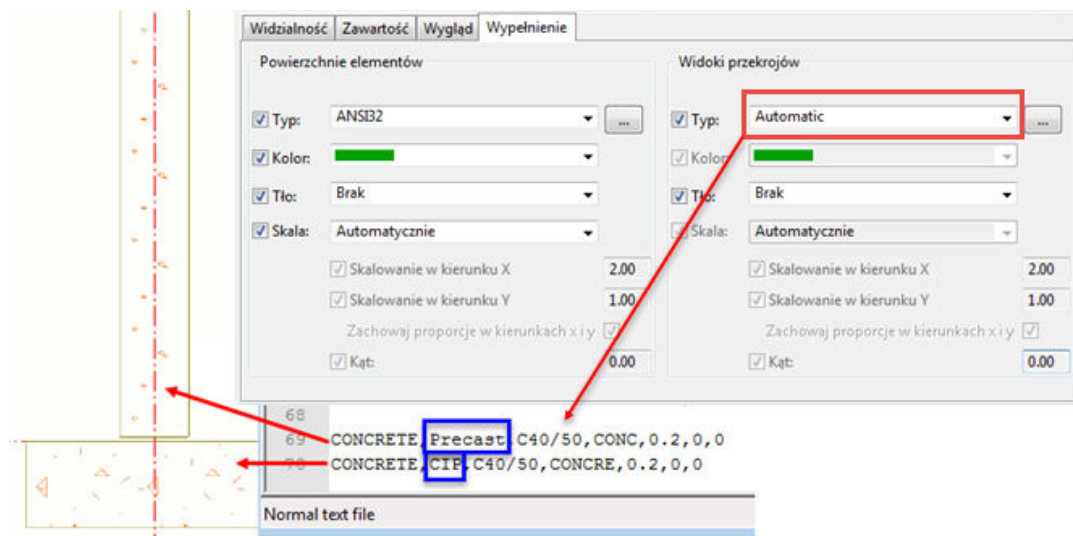 Widzialność Zawartość Wygląd Wypełnienie
Powierzchnie elementów Widoki przekrojów
Typ: ANSI32 ... Typ: Automatic ...
Kolor: Kolor:
Tło: Brak Tło: Brak
Skala: Automatycznie Skala: Automatycznie
Skalowanie w kierunku X 2.00 Skalowanie w kierunku X 2.00
Skalowanie w kierunku Y 1.00 Skalowanie w kierunku Y 1.00
Zachowaj proporcje w kierunkach x i y Zachowaj proporcje w kierunkach x i y
Kąt: 0.00 Kąt: 0.00
68
69 CONCRETE,Precast,C40/50,CONC,0.2,0,0
70 CONCRETE,CIP,C40/50,CONCRE,0.2,0,0
Normal text file